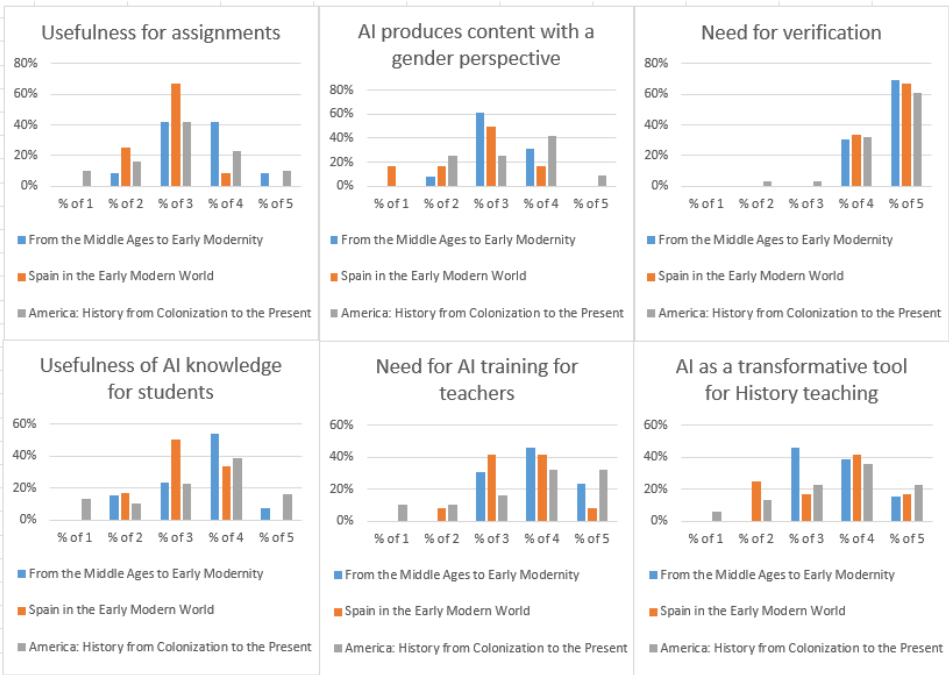 Usefulness for assignments
80%
60%
40%
20%
0%
% of 1 % of 2 % of 3 % of 4 % of 5
From the Middle Ages to Early Modernity
Spain in the Early Modern World
America: History from Colonization to the Present
AI produces content with a
gender perspective
80%
60%
40%
20%
0%
% of 1 % of 2 % of 3 % of 4 % of 5
From the Middle Ages to Early Modernity
Spain in the Early Modern World
America: History from Colonization to the Present
Need for verification
80%
60%
40%
20%
0%
% of 1 % of 2 % of 3 % of 4 % of 5
From the Middle Ages to Early Modernity
Spain in the Early Modern World
America: History from Colonization to the Present
Usefulness of AI knowledge
for students
60%
40%
20%
0%
% of 1 % of 2 % of 3 % of 4 % of 5
From the Middle Ages to Early Modernity
Spain in the Early Modern World
America: History from Colonization to the Present
Need for AI training for
teachers
60%
40%
20%
0%
% of 1 % of 2 % of 3 % of 4 % of 5
From the Middle Ages to Early Modernity
Spain in the Early Modern World
America: History from Colonization to the Present
AI as a transformative tool
for History teaching
60%
40%
20%
0%
% of 1 % of 2 % of 3 % of 4 % of 5
From the Middle Ages to Early Modernity
Spain in the Early Modern World
America: History from Colonization to the Present